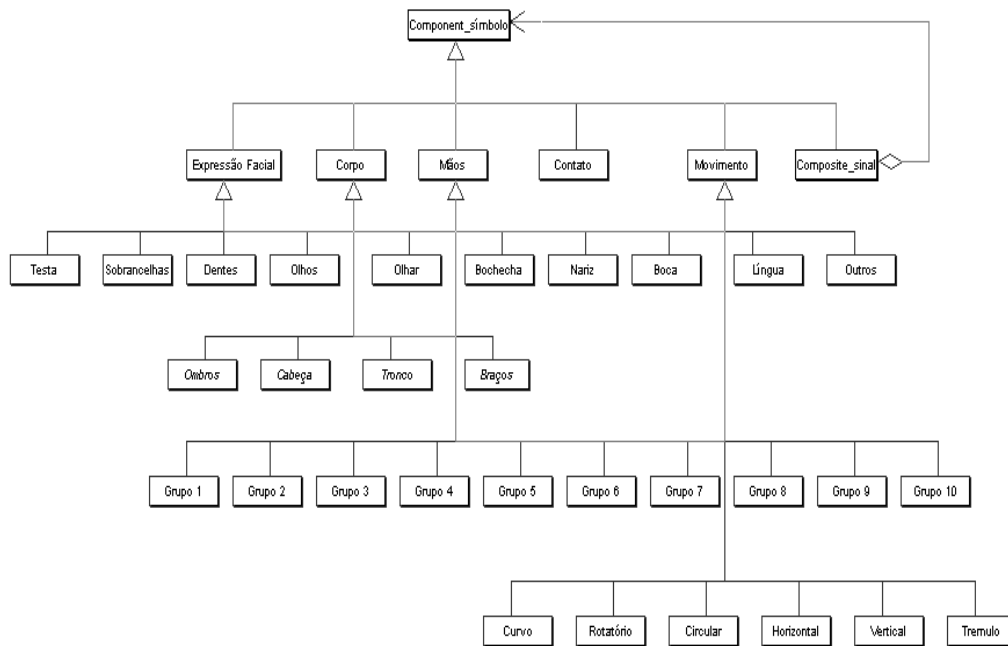 Component_símbolo
Expressão Facial
Corpo
Mãos
Contato
Movimento
Composite_sinal
Testa
Sobrancelhas
Dentes
Olhos
Olhar
Bochecha
Nariz
Boca
Língua
Outros
Ombros
Cabeça
Tronco
Braços
Grupo 1
Grupo 2
Grupo 3
Grupo 4
Grupo 5
Grupo 6
Grupo 7
Grupo 8
Grupo 9
Grupo 10
Curvo
Rotatório
Circular
Horizontal
Vertical
Tremulo